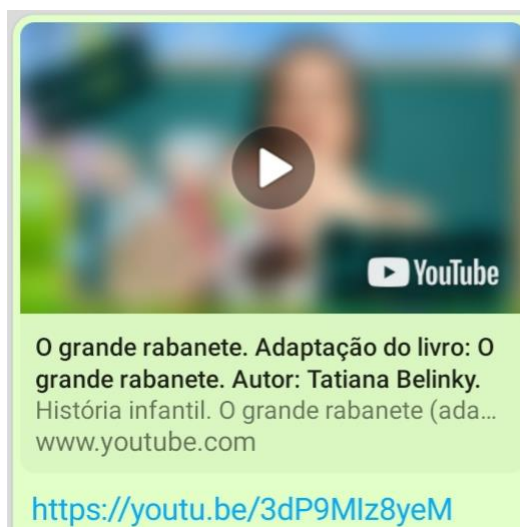 YouTube
O grande rabanete. Adaptação do livro: O
grande rabanete. Autor: Tatiana Belinky.
História infantil. O grande rabanete (ada...
www.youtube.com
https://youtu.be/3dP9MIz8yeM